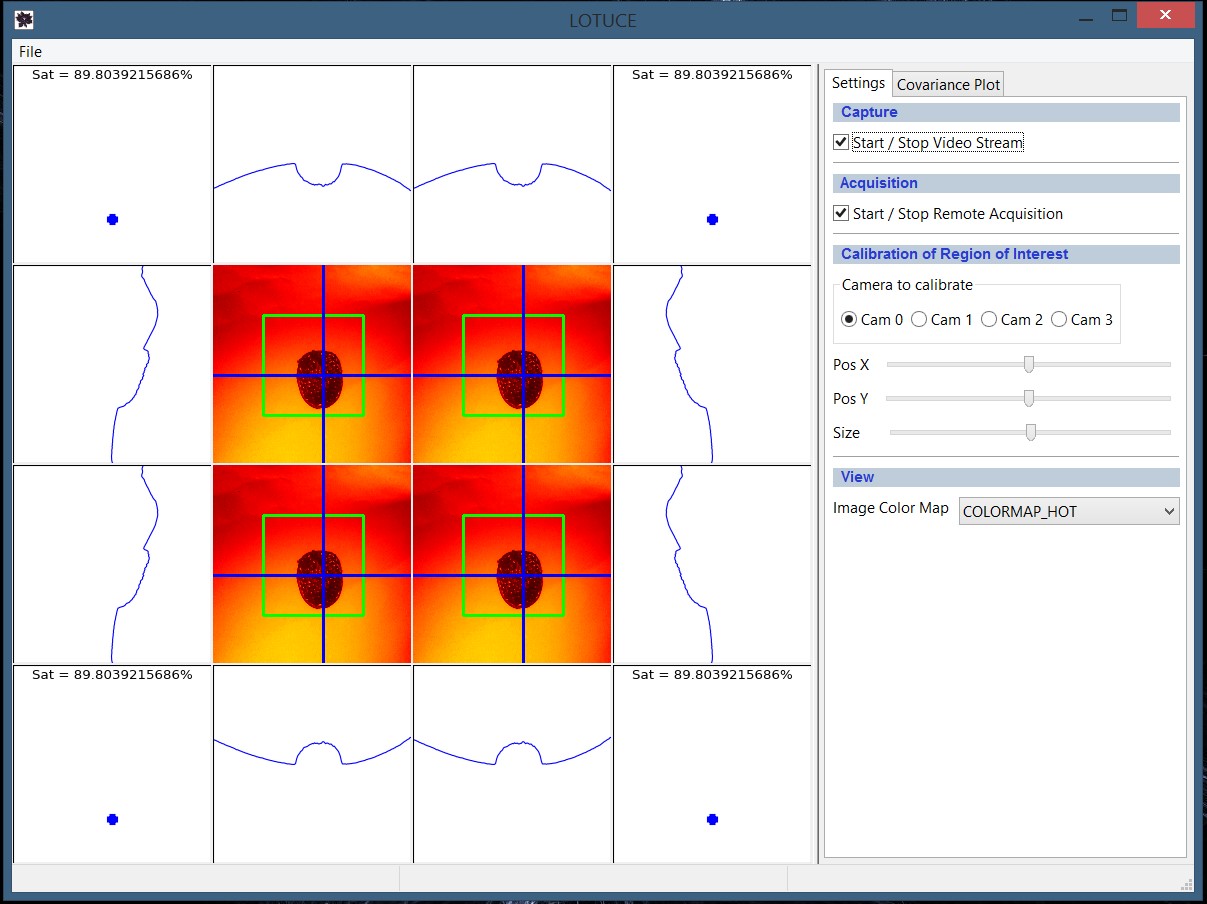 LOTUCE
File
Sat = 89.8039215686%
Sat = 89.8039215686%
Settings
Covariance Plot
Capture
Start / Stop Video Stream
Acquisition
Start / Stop Remote Acquisition
Calibration of Region of Interest
Camera to calibrate
Cam 0 Cam 1 Cam 2 Cam 3
Pos X
Pos Y
Size
View
Image Color Map COLORMAP_HOT
Sat = 89.8039215686%
Sat = 89.8039215686%